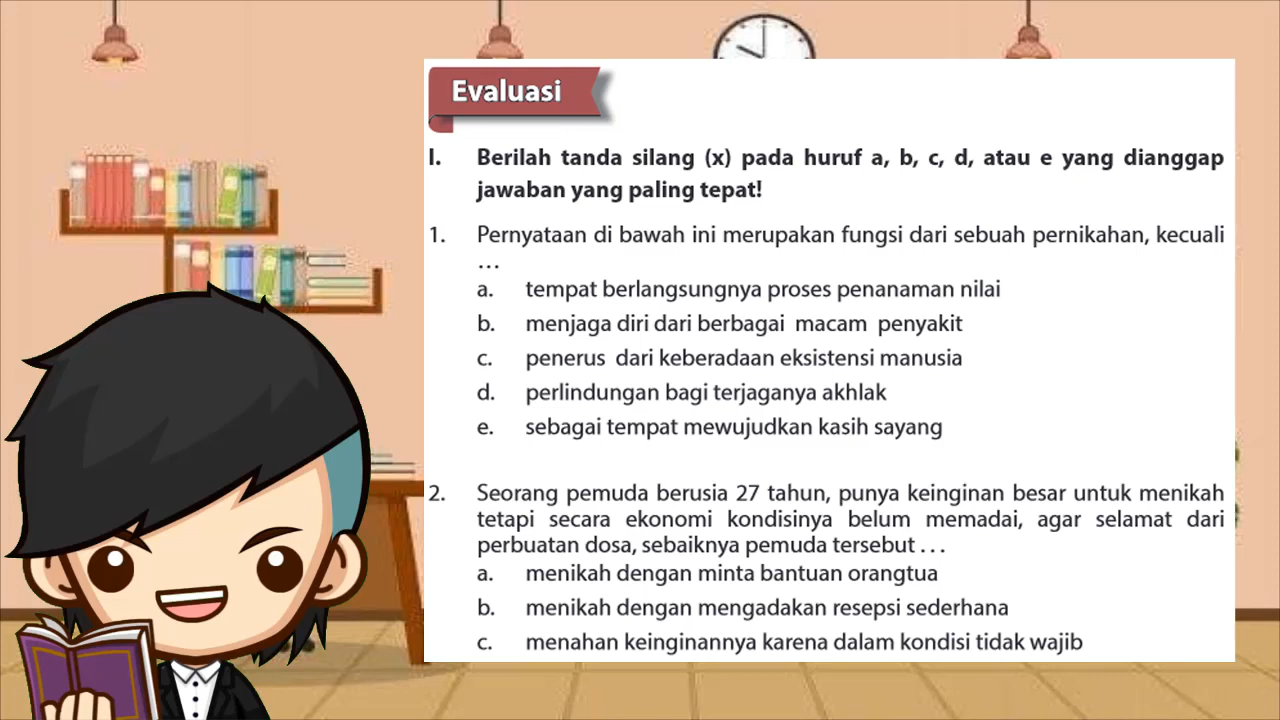 Evaluasi
I. Berilah tanda silang (x) pada huruf a, b, c, d, atau e yang dianggap
jawaban yang paling tepat!
1. Pernyataan di bawah ini merupakan fungsi dari sebuah pernikahan, kecuali
...
a. tempat berlangsungnya proses penanaman nilai
b. menjaga diri dari berbagai macam penyakit
c. penerus dari keberadaan eksistensi manusia
d. perlindungan bagi terjaganya akhlak
e. sebagai tempat mewujudkan kasih sayang
2. Seorang pemuda berusia 27 tahun, punya keinginan besar untuk menikah
tetapi secara ekonomi kondisinya belum memadai, agar selamat dari
perbuatan dosa, sebaiknya pemuda tersebut . . .
a. menikah dengan minta bantuan orangtua
b. menikah dengan mengadakan resepsi sederhana
c. menahan keinginannya karena dalam kondisi tidak wajib